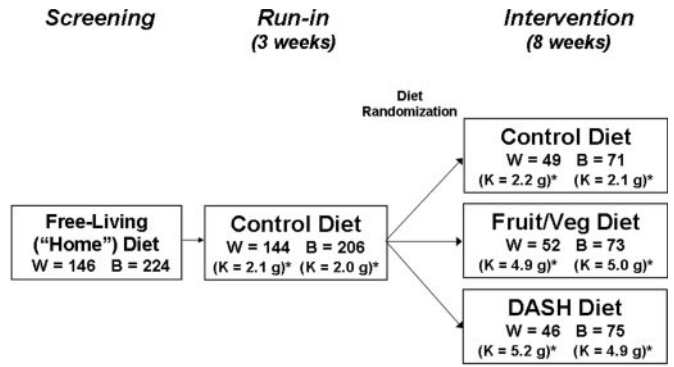 Screening
Run-in
(3 weeks)
Intervention
(8 weeks)
Diet
Randomization
Free-Living
("Home") Diet
W = 146 B = 224
Control Diet
W = 144 B = 206
(K = 2.1 g)* (K = 2.0 g)*
Control Diet
W = 49 B = 71
(K = 2.2 g)* (K = 2.1 g)*
Fruit/Veg Diet
W = 52 B = 73
(K = 4.9 g)* (K = 5.0 g)*
DASH Diet
W = 46 B = 75
(K = 5.2 g)* (K = 4.9 g)*